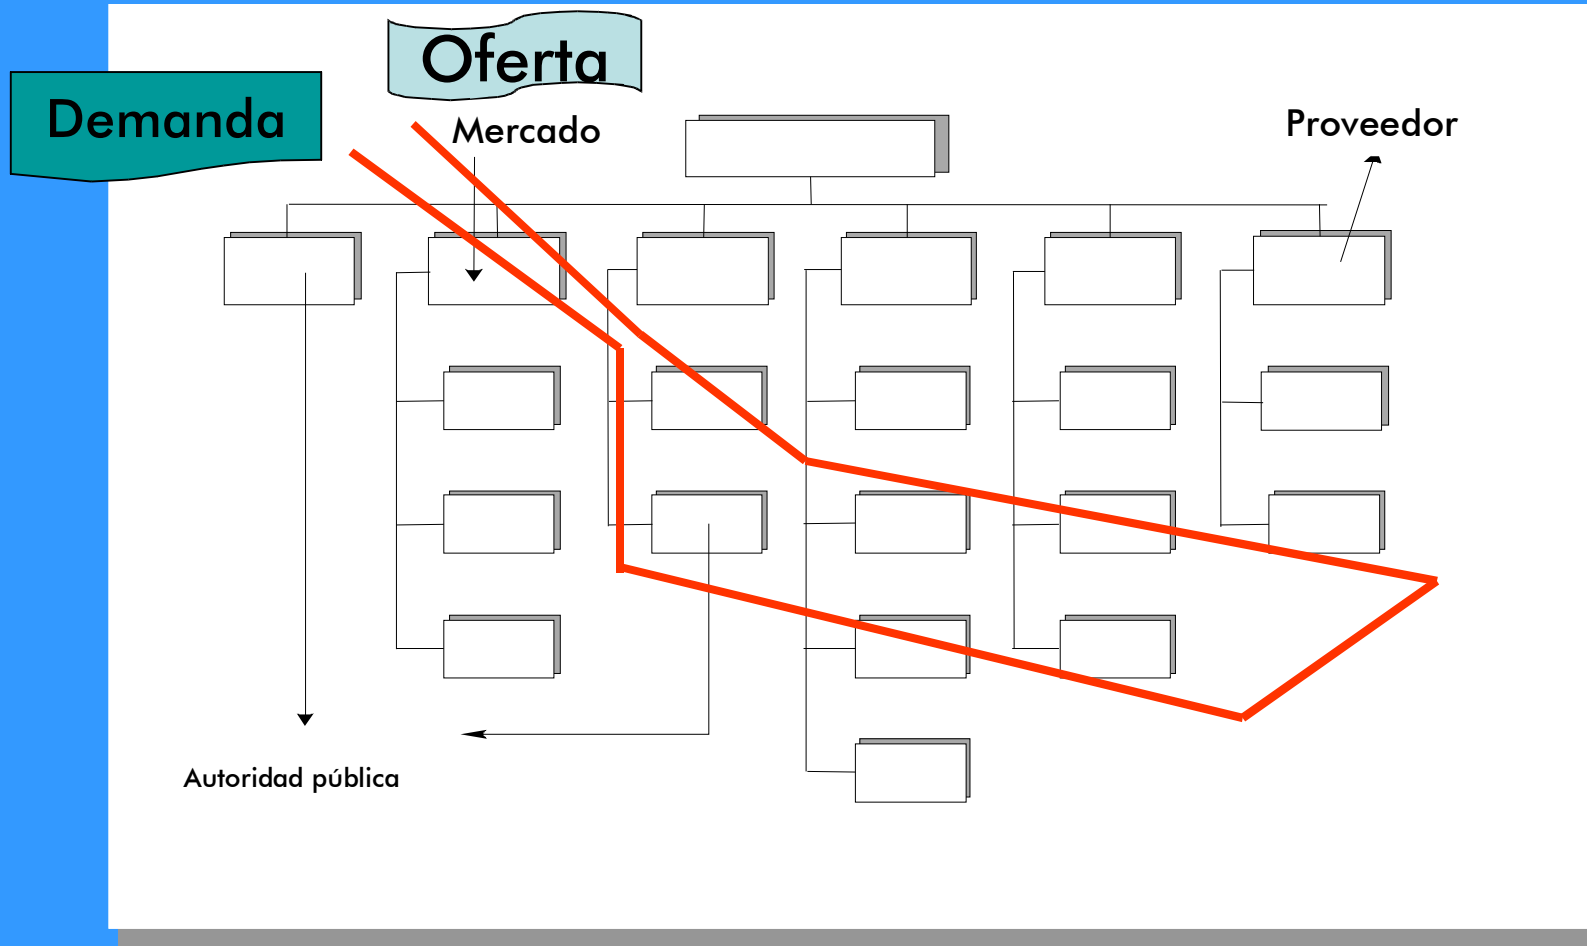 Oferta
Demanda
Mercado
Proveedor
Autoridad pública